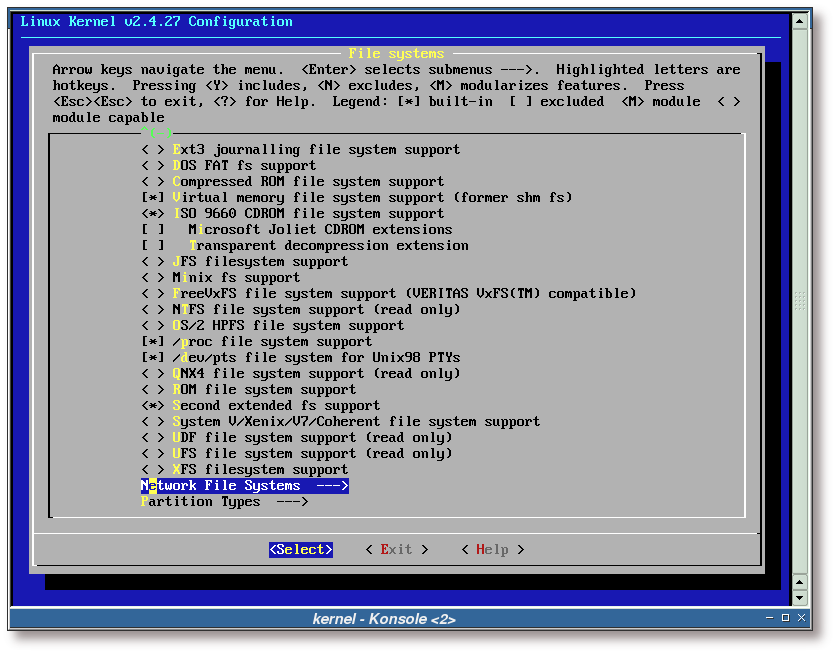 Linux Kernel v2.4.27 Configuration
File systems
Arrow keys navigate the menu.  <Enter> selects submenus --->.  Highlighted letters are
hotkeys.  Pressing <Y> includes, <N> excludes, <M> modularizes features.  Press
<Esc><Esc> to exit, <?> for Help.  Legend: [*] built-in  [ ] excluded  <M> module  < >
module capable
^(-)
< > Ext3 journalling file system support
< > DOS FAT fs support
< > Compressed ROM file system support
[*] Virtual memory file system support (former shm fs)
<*> ISO 9660 CDROM file system support
[ ]   Microsoft Joliet CDROM extensions
[ ]   Transparent decompression extension
< > JFS filesystem support
< > Minix fs support
< > FreeVxFS file system support (VERITAS VxFS(TM) compatible)
< > NTFS file system support (read only)
< > OS/2 HPFS file system support
[*] /proc file system support
[*] /dev/pts file system for Unix98 PTYs
< > QNX4 file system support (read only)
< > ROM file system support
<*> Second extended fs support
< > System V/Xenix/V7/Coherent file system support
< > UDF file system support (read only)
< > UFS file system support (read only)
< > XFS filesystem support
Network File Systems  --->
Partition Types  --->
<Select>    < Exit >    < Help >
kernel - Konsole <2>